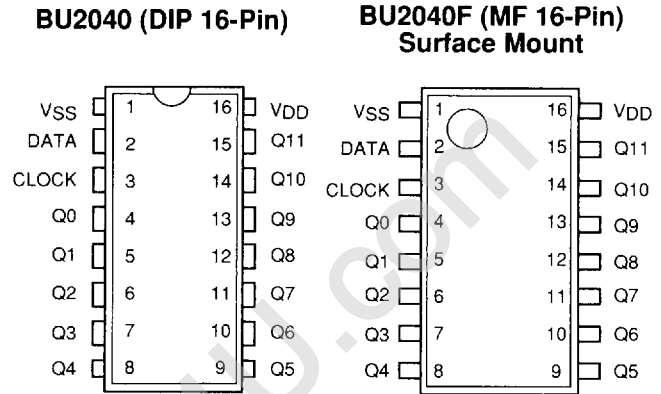 BU2040 (DIP 16-Pin)
VSS 1 16 VDD
DATA 2 15 Q11
CLOCK 3 14 Q10
Q0 4 13 Q9
Q1 5 12 Q8
Q2 6 11 Q7
Q3 7 10 Q6
Q4 8 9 Q5
BU2040F (MF 16-Pin)
Surface Mount
VSS 1 16 VDD
DATA 2 15 Q11
CLOCK 3 14 Q10
Q0 4 13 Q9
Q1 5 12 Q8
Q2 6 11 Q7
Q3 7 10 Q6
Q4 8 9 Q5
U.com